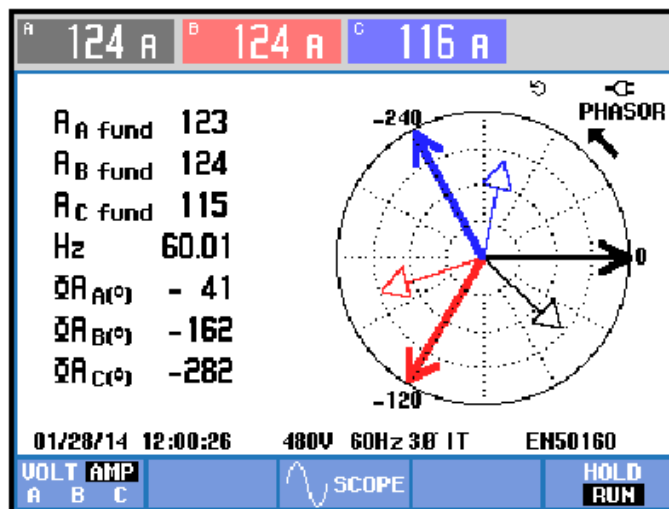 A 124 A B 124 A C 116 A
PHASOR
-240
A A fund 123
A B fund 124
A C fund 115
Hz 60.01
0
ΦA A(°) - 41
ΦA B(°) -162
ΦA C(°) -282
-120
01/28/14 12:00:26 480V 60Hz 3Ø IT EN50160
VOLT AMP SCOPE HOLD
A B C RUN